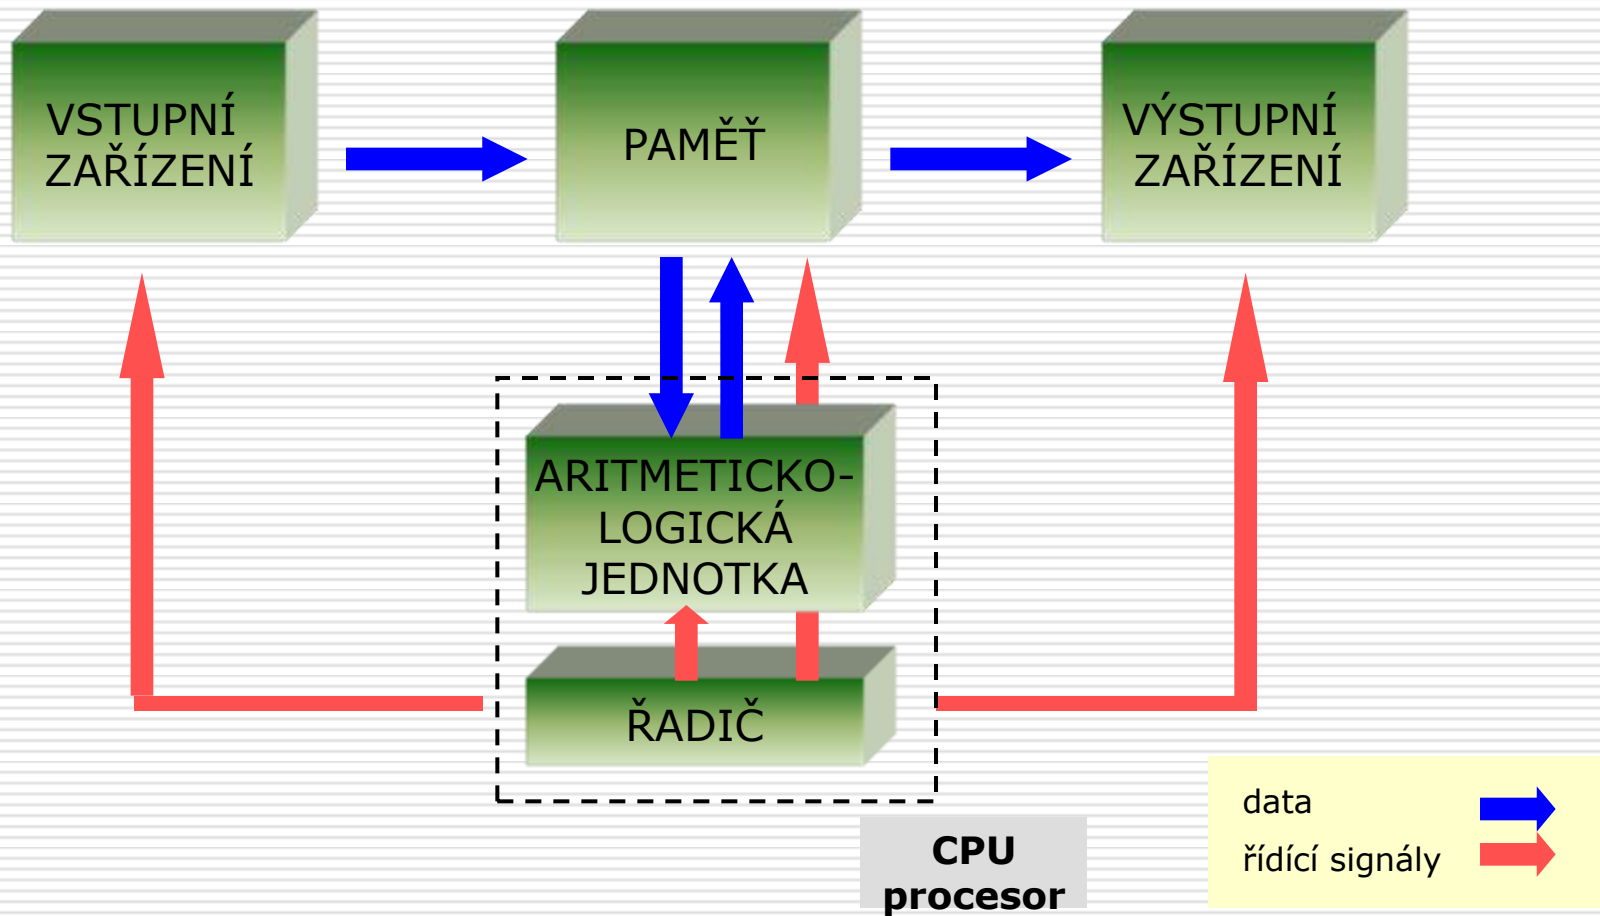 VSTUPNÍ
ZAŘÍZENÍ
PAMĚŤ
VÝSTUPNÍ
ZAŘÍZENÍ
ARITMETICKO-
LOGICKÁ
JEDNOTKA
ŘADIČ
CPU
procesor
data
řídící signály